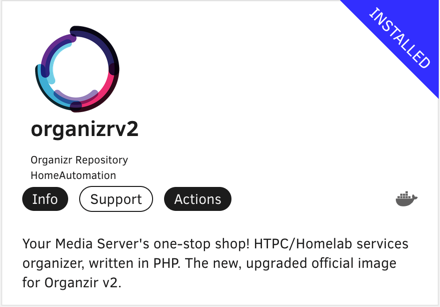 INSTALLED
organizrv2
Organizr Repository
HomeAutomation
Info Support Actions
Your Media Server's one-stop shop! HTPC/Homelab services
organizer, written in PHP. The new, upgraded official image
for Organzir v2.